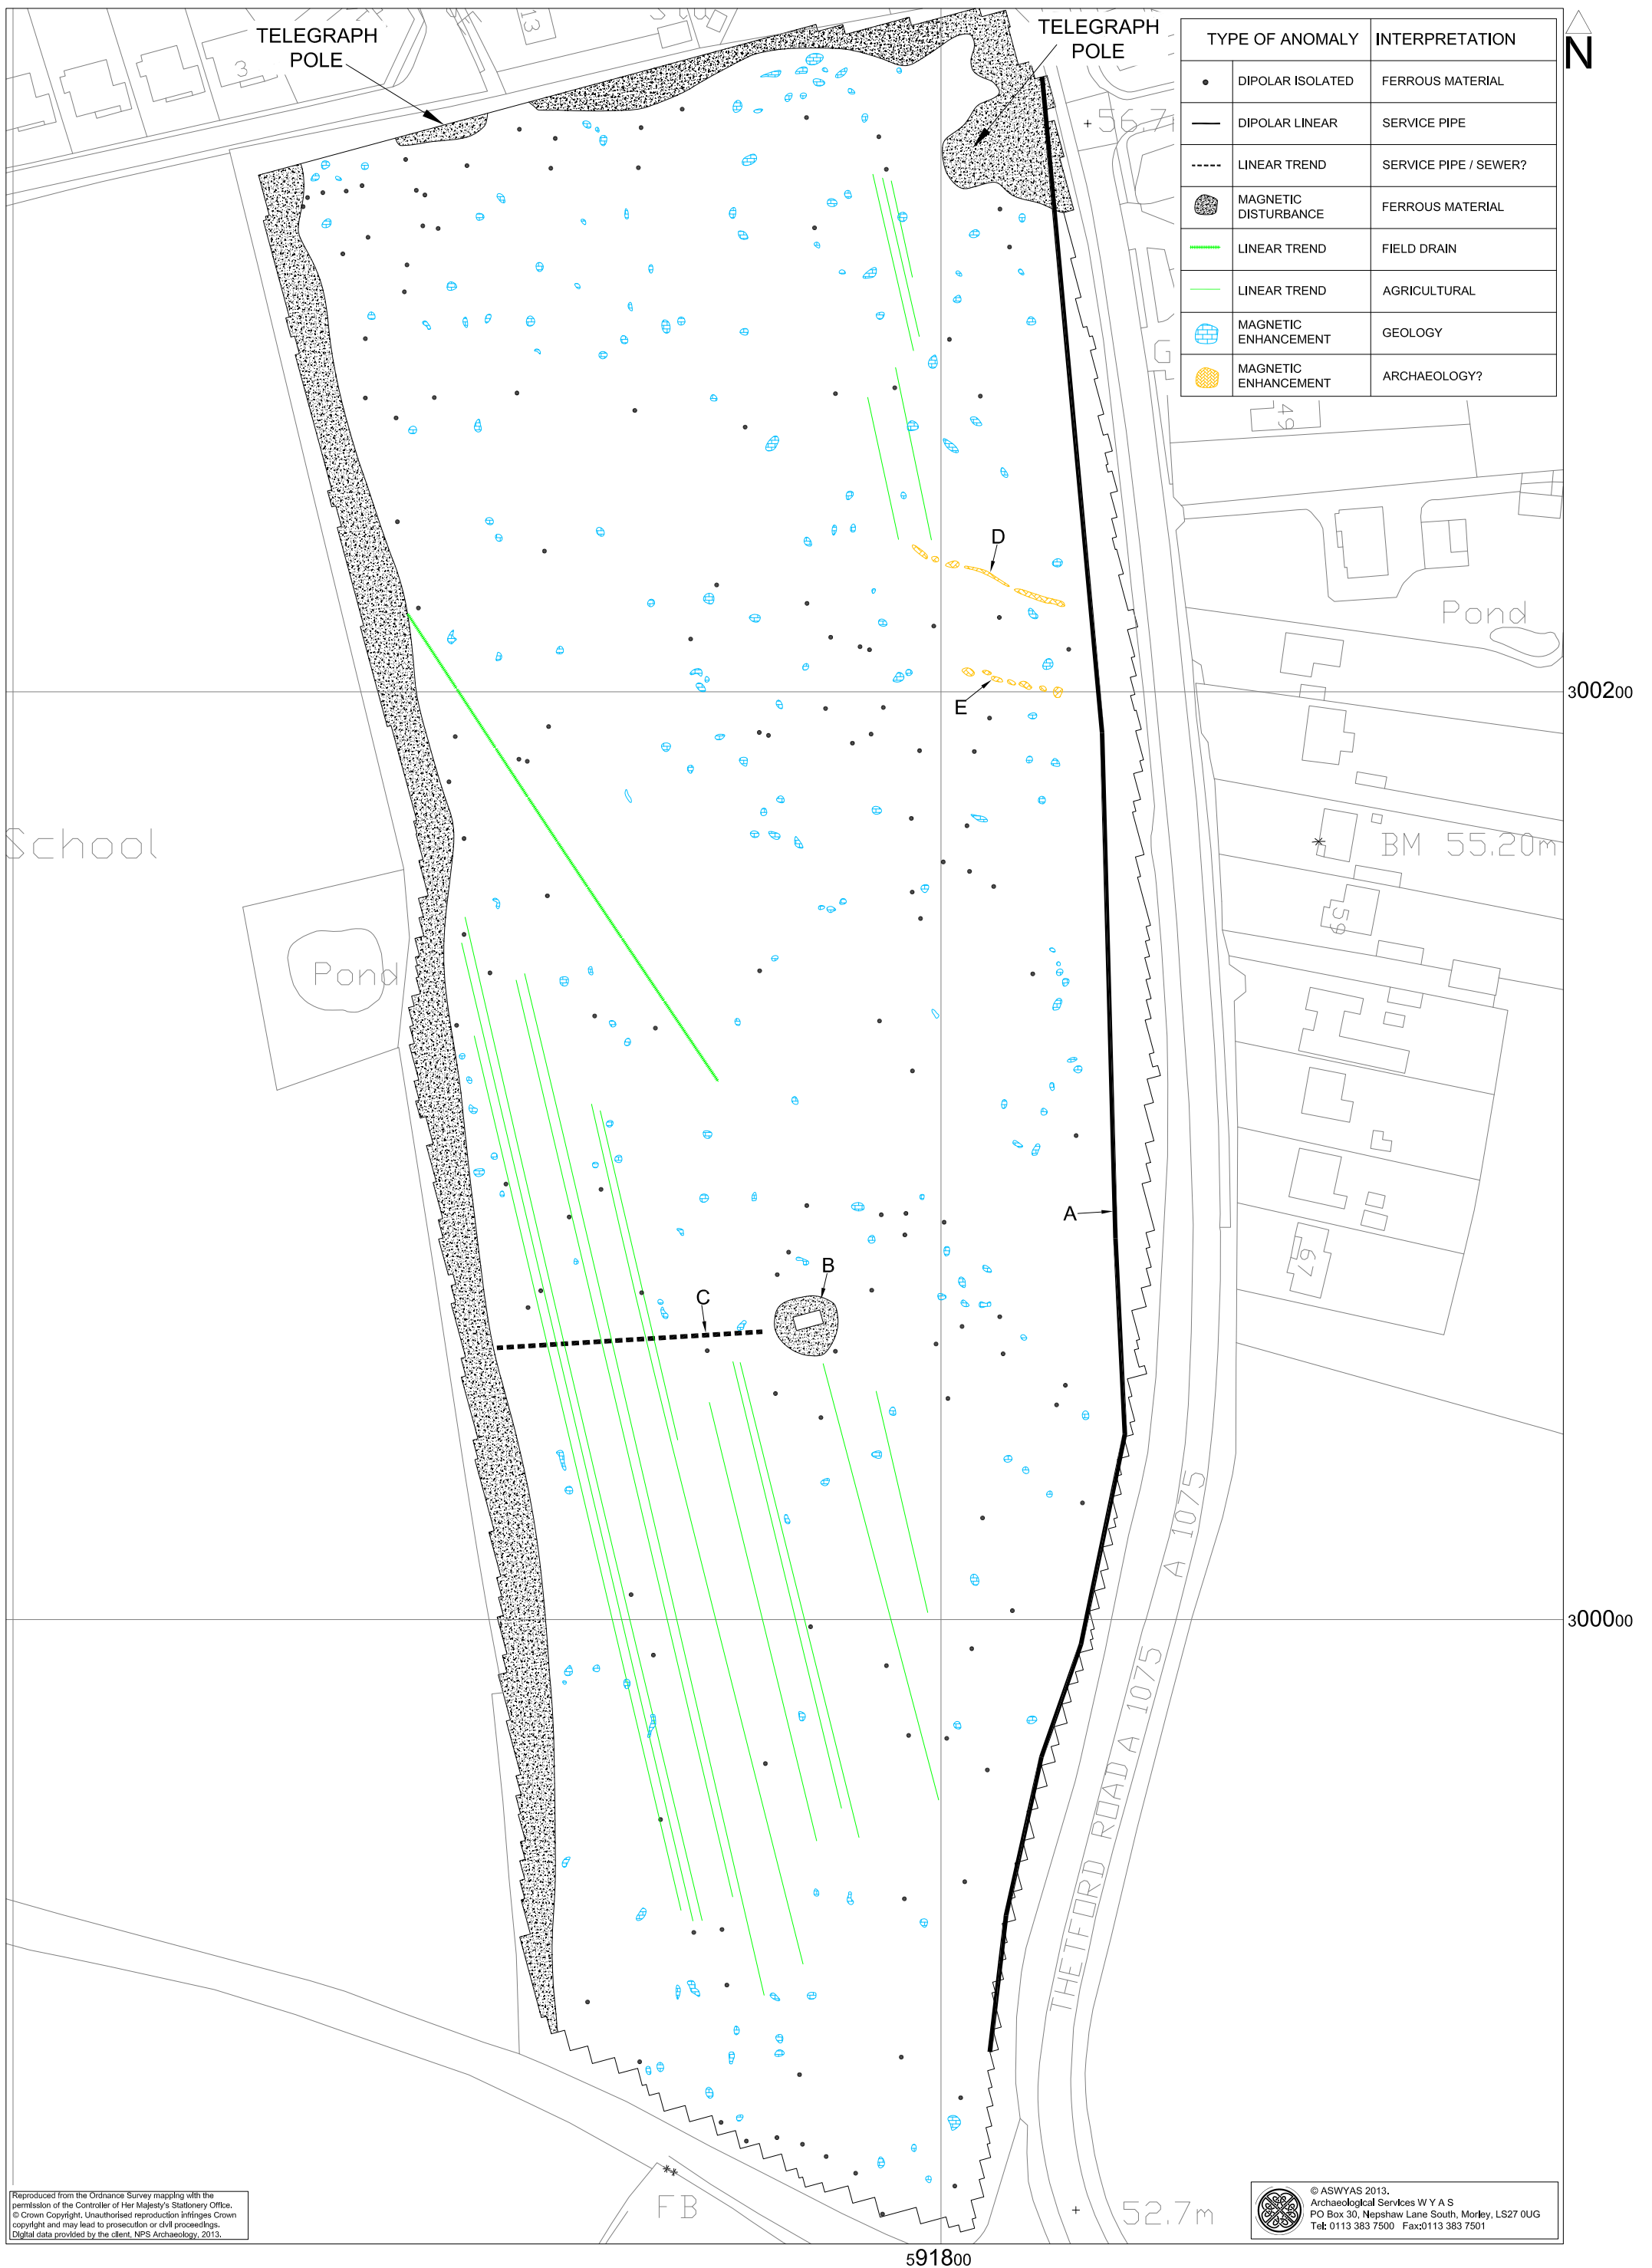 TELEGRAPH
POLE
TELEGRAPH
POLE
13
3
TYPE OF ANOMALY INTERPRETATION
DIPOLAR ISOLATED FERROUS MATERIAL
DIPOLAR LINEAR SERVICE PIPE
LINEAR TREND SERVICE PIPE / SEWER?
MAGNETIC
DISTURBANCE
FERROUS MATERIAL
LINEAR TREND FIELD DRAIN
LINEAR TREND AGRICULTURAL
MAGNETIC
ENHANCEMENT
GEOLOGY
MAGNETIC
ENHANCEMENT
ARCHAEOLOGY?
N
+ 56.71
G
49
D
Pond
E
300200
School
BM 55.20m
59
Pond
A
B
C
67
A 1075
300000
THETFORD ROAD A 1075
FB
+ 52.7m
Reproduced from the Ordnance Survey mapping with the
permission of the Controller of Her Majesty's Stationery Office.
© Crown Copyright. Unauthorised reproduction infringes Crown
copyright and may lead to prosecution or civil proceedings.
Digital data provided by the client, NPS Archaeology, 2013.
© ASWYAS 2013.
Archaeological Services W Y A S
PO Box 30, Nepshaw Lane South, Morley, LS27 0UG
Tel: 0113 383 7500 Fax:0113 383 7501
591800